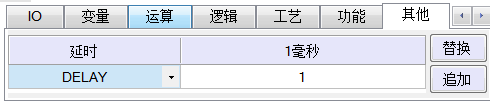 IO 变量 运算 逻辑 工艺 功能 其他
延时 1毫秒 替换
DELAY 1 追加